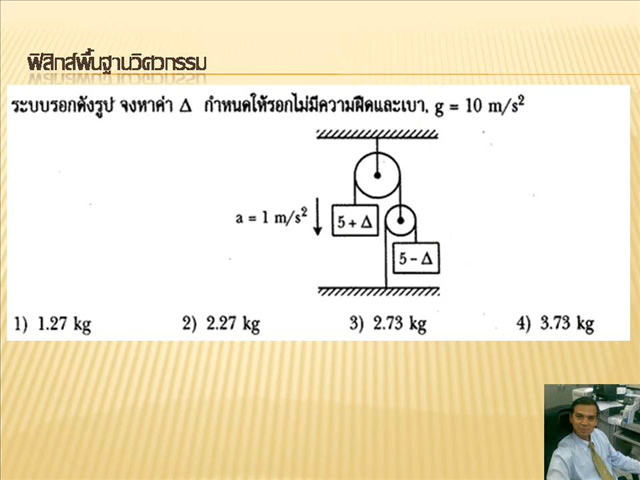 ฟิสิกส์พื้นฐานวิศวกรรม
ระบบรอกดังรูป จงหาค่า Δ กำหนดให้รอกไม่มีความฝืดและเบา, g = 10 m/s²
a = 1 m/s²
5 + Δ
5 − Δ
1) 1.27 kg 2) 2.27 kg 3) 2.73 kg 4) 3.73 kg